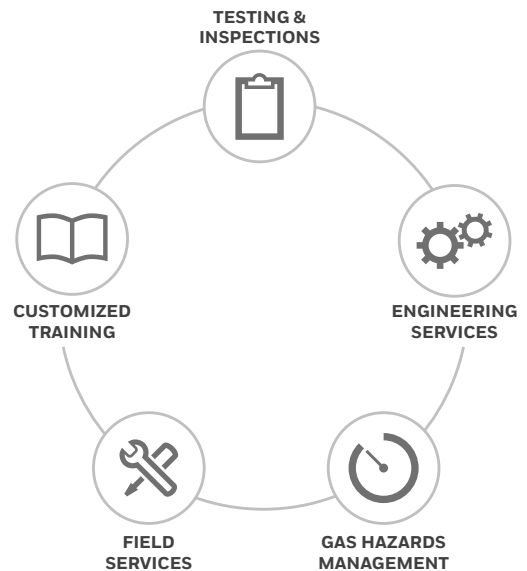 TESTING &
INSPECTIONS
CUSTOMIZED
TRAINING
ENGINEERING
SERVICES
FIELD
SERVICES
GAS HAZARDS
MANAGEMENT